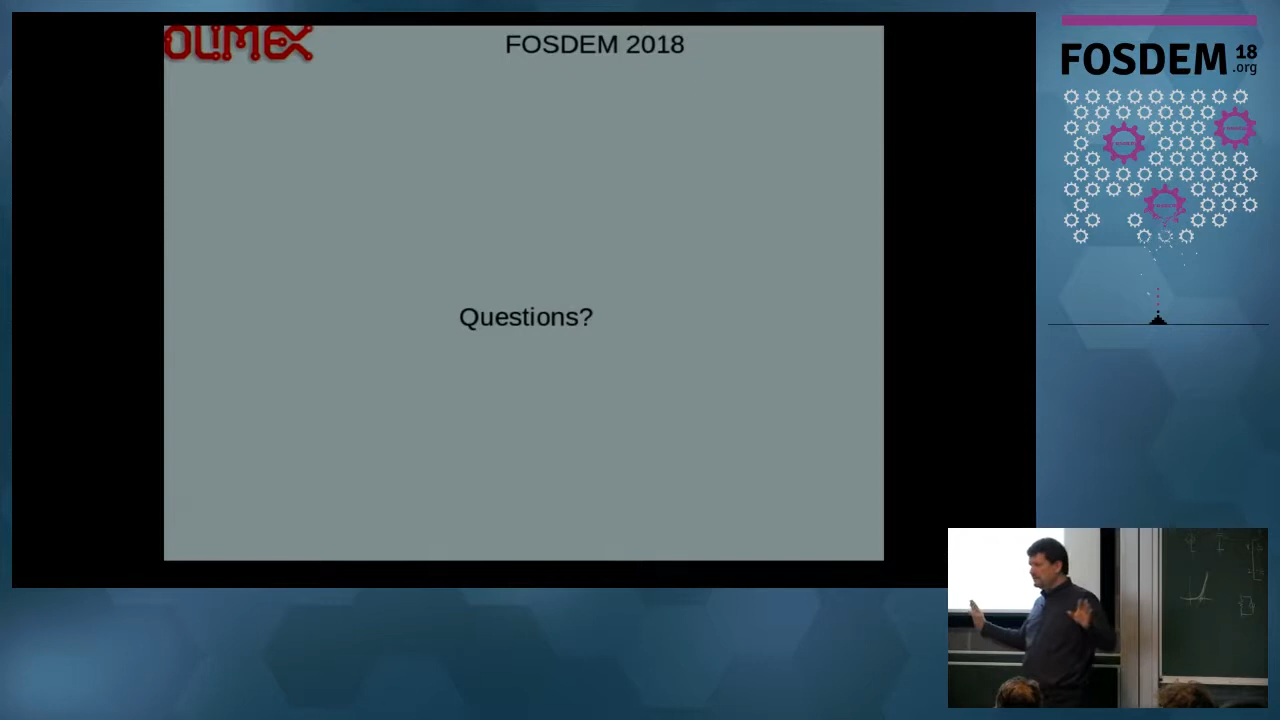 OLIMEX
FOSDEM 2018
Questions?
FOSDEM 18
.org